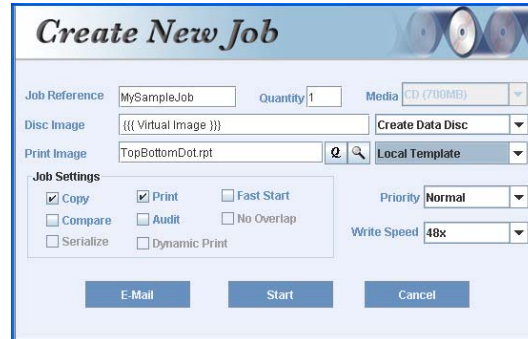 Create New Job
Job Reference MySampleJob Quantity 1 Media CD (700MB)
Disc Image {{{ Virtual Image }}} Create Data Disc
Print Image TopBottomDot.rpt Local Template
Job Settings
Copy Print Fast Start Priority Normal
Compare Audit No Overlap
Write Speed 48x
Serialize Dynamic Print
E-Mail Start Cancel